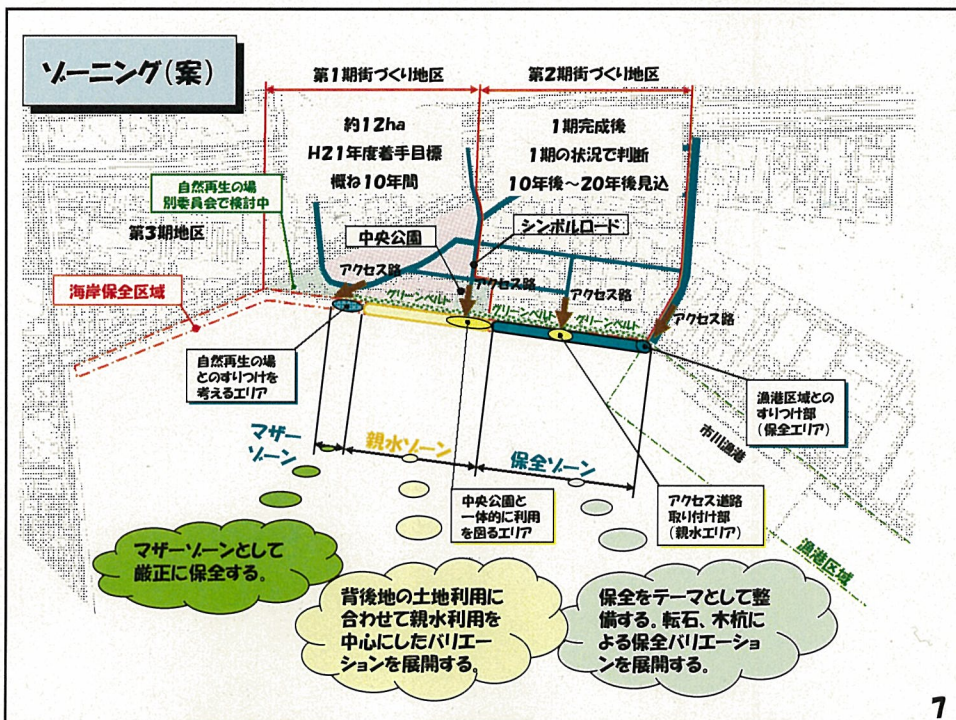 ゾーニング(案)
第1期街づくり地区
第2期街づくり地区
約12ha
H21年度着手目標
概ね10年間
1期完成後
1期の状況で判断
10年後～20年後見込
自然再生の場
別委員会で検討中
第3期地区
中央公園
シンボルロード
海岸保全区域
アクセス路
アクセス路
アクセス路
アクセス路
グリーンベルト
グリーンベルト
グリーンベルト
自然再生の場
とのすりつけを
考えるエリア
漁港区域との
すりつけ部
(保全エリア)
市川漁港
マザー
ゾーン
親水ゾーン
保全ゾーン
中央公園と
一体的に利用
を図るエリア
アクセス道路
取り付け部
(親水エリア)
漁港区域
マザーゾーンとして
厳正に保全する。
背後地の土地利用に
合わせて親水利用を
中心にしたバリエー
ションを展開する。
保全をテーマとして整
備する。転石、木杭に
よる保全バリエーショ
ンを展開する。
7